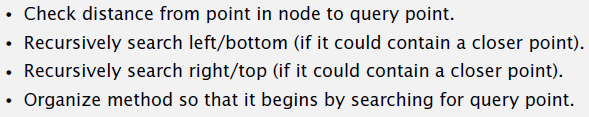 • Check distance from point in node to query point.
• Recursively search left/bottom (if it could contain a closer point).
• Recursively search right/top (if it could contain a closer point).
• Organize method so that it begins by searching for query point.